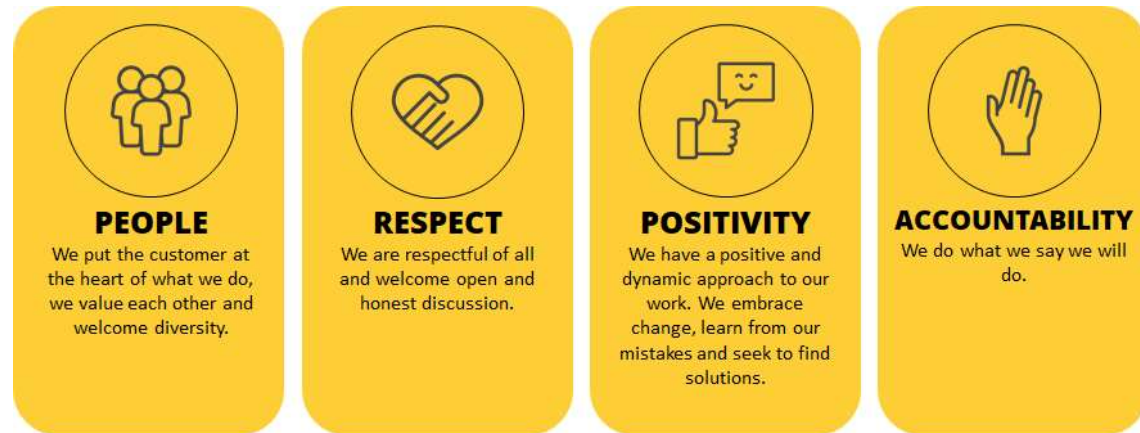 PEOPLE
We put the customer at
the heart of what we do,
we value each other and
welcome diversity.
RESPECT
We are respectful of all
and welcome open and
honest discussion.
POSITIVITY
We have a positive and
dynamic approach to our
work. We embrace
change, learn from our
mistakes and seek to find
solutions.
ACCOUNTABILITY
We do what we say we will
do.